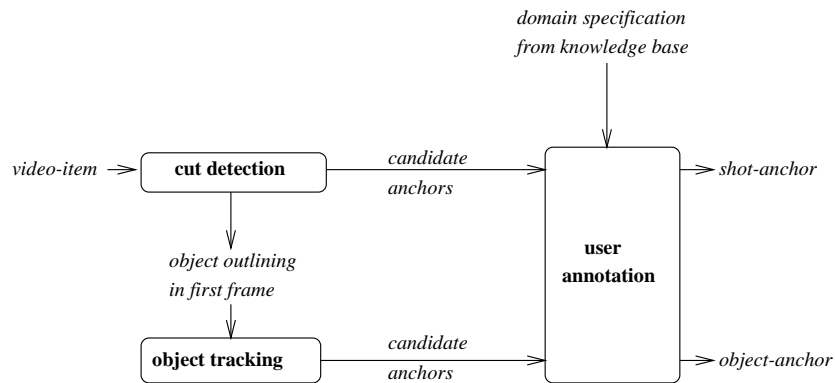 domain specification
from knowledge base
video-item
cut detection
candidate
anchors
shot-anchor
object outlining
in first frame
user
annotation
object tracking
candidate
anchors
object-anchor